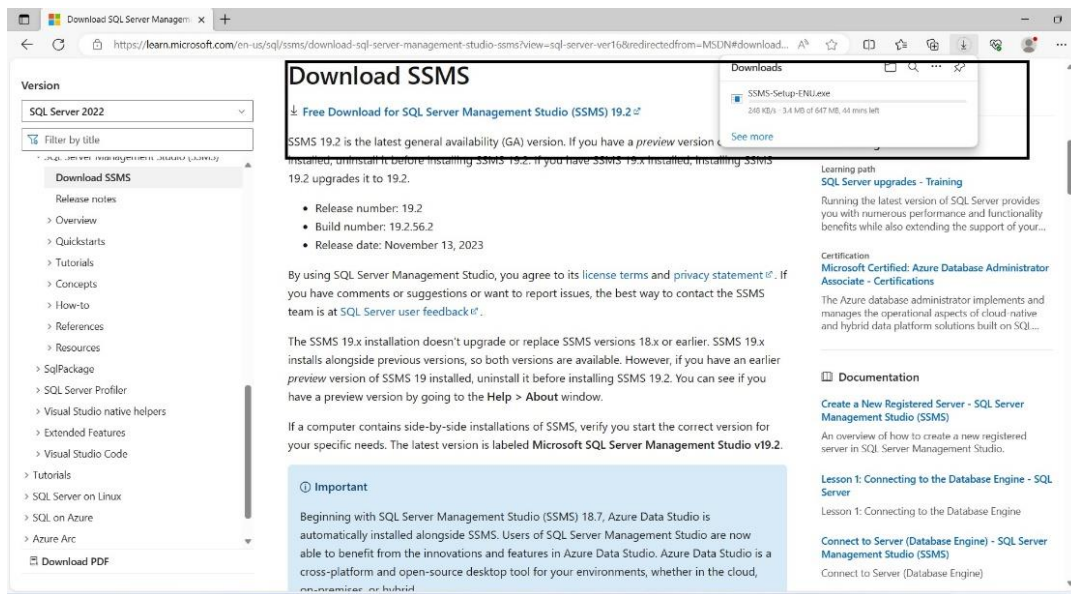 Download SQL Server Managem
https://learn.microsoft.com/en-us/sql/ssms/download-sql-server-management-studio-ssms?view=sql-server-ver16&redirectedfrom=MSDN#download...
Version
SQL Server 2022
Filter by title
SQL Server Management Studio (SSMS)
Download SSMS
Release notes
Overview
Quickstarts
Tutorials
Concepts
How-to
References
Resources
SqlPackage
SQL Server Profiler
Visual Studio native helpers
Extended Features
Visual Studio Code
Tutorials
SQL Server on Linux
SQL on Azure
Azure Arc
Download PDF
Download SSMS
Free Download for SQL Server Management Studio (SSMS) 19.2
SSMS 19.2 is the latest general availability (GA) version. If you have a preview version
installed, uninstall it before installing SSMS 19.2. If you have SSMS 19.x installed, installing SSMS
19.2 upgrades it to 19.2.
• Release number: 19.2
• Build number: 19.2.56.2
• Release date: November 13, 2023
By using SQL Server Management Studio, you agree to its license terms and privacy statement. If
you have comments or suggestions or want to report issues, the best way to contact the SSMS
team is at SQL Server user feedback.
The SSMS 19.x installation doesn't upgrade or replace SSMS versions 18.x or earlier. SSMS 19.x
installs alongside previous versions, so both versions are available. However, if you have an earlier
preview version of SSMS 19 installed, uninstall it before installing SSMS 19.2. You can see if you
have a preview version by going to the Help > About window.
If a computer contains side-by-side installations of SSMS, verify you start the correct version for
your specific needs. The latest version is labeled Microsoft SQL Server Management Studio v19.2.
Important
Beginning with SQL Server Management Studio (SSMS) 18.7, Azure Data Studio is
automatically installed alongside SSMS. Users of SQL Server Management Studio are now
able to benefit from the innovations and features in Azure Data Studio. Azure Data Studio is a
cross-platform and open-source desktop tool for your environments, whether in the cloud,
on-premises, or hybrid.
Downloads
SSMS-Setup-ENU.exe
246 KB/s - 3.4 MB of 647 MB, 44 mins left
See more
Learning path
SQL Server upgrades - Training
Running the latest version of SQL Server provides
you with numerous performance and functionality
benefits while also extending the support of your...
Certification
Microsoft Certified: Azure Database Administrator
Associate - Certifications
The Azure database administrator implements and
manages the operational aspects of cloud-native
and hybrid data platform solutions built on SQL...
Documentation
Create a New Registered Server - SQL Server
Management Studio (SSMS)
An overview of how to create a new registered
server in SQL Server Management Studio.
Lesson 1: Connecting to the Database Engine - SQL
Server
Lesson 1: Connecting to the Database Engine
Connect to Server (Database Engine) - SQL Server
Management Studio (SSMS)
Connect to Server (Database Engine)